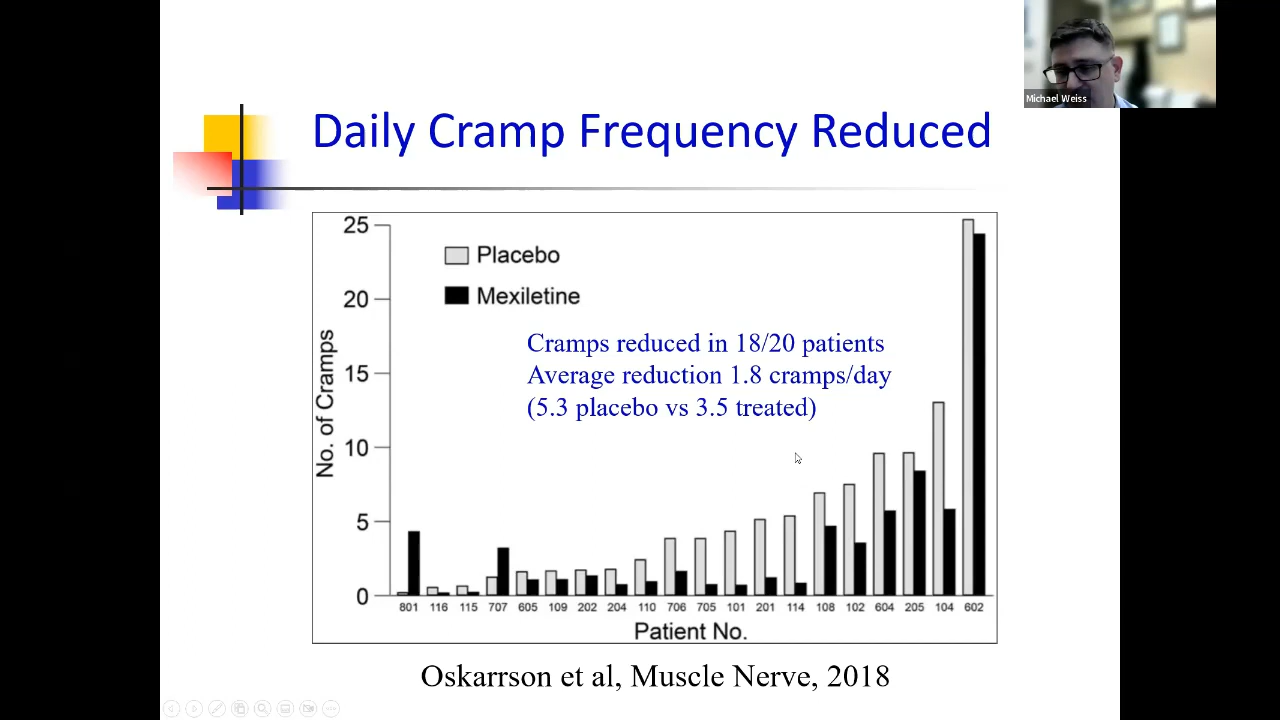 Michael Weiss
Daily Cramp Frequency Reduced
25
20
15
10
5
0
No. of Cramps
Placebo
Mexiletine
Cramps reduced in 18/20 patients
Average reduction 1.8 cramps/day
(5.3 placebo vs 3.5 treated)
801 116 115 707 605 109 202 204 110 706 705 101 201 114 108 102 604 205 104 602
Patient No.
Oskarrson et al, Muscle Nerve, 2018